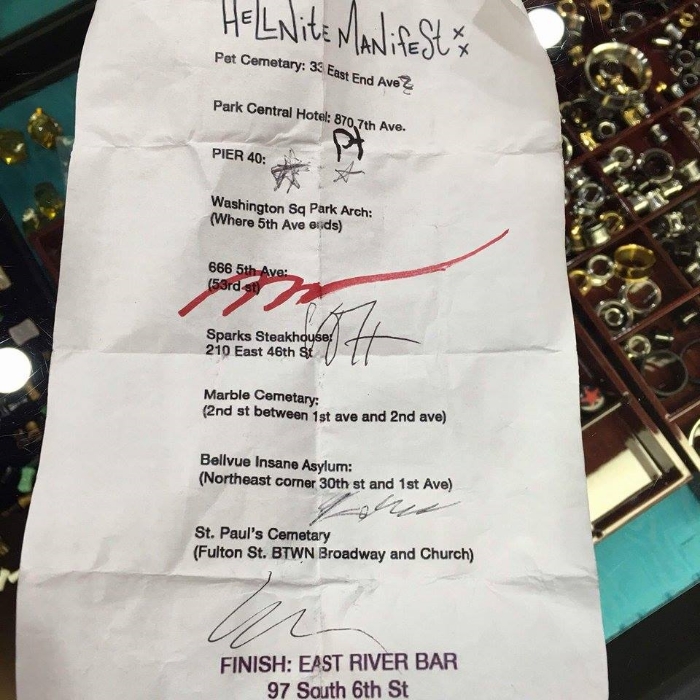 HELLNite MANifeSt
Pet Cemetary: 33 East End Ave
Park Central Hotel: 870 7th Ave.
PIER 40:
Washington Sq Park Arch:
(Where 5th Ave ends)
666 5th Ave:
(53rd st)
Sparks Steakhouse:
210 East 46th St
Marble Cemetary:
(2nd st between 1st ave and 2nd ave)
Bellvue Insane Asylum:
(Northeast corner 30th st and 1st Ave)
St. Paul's Cemetary
(Fulton St. BTWN Broadway and Church)
FINISH: EAST RIVER BAR
97 South 6th St